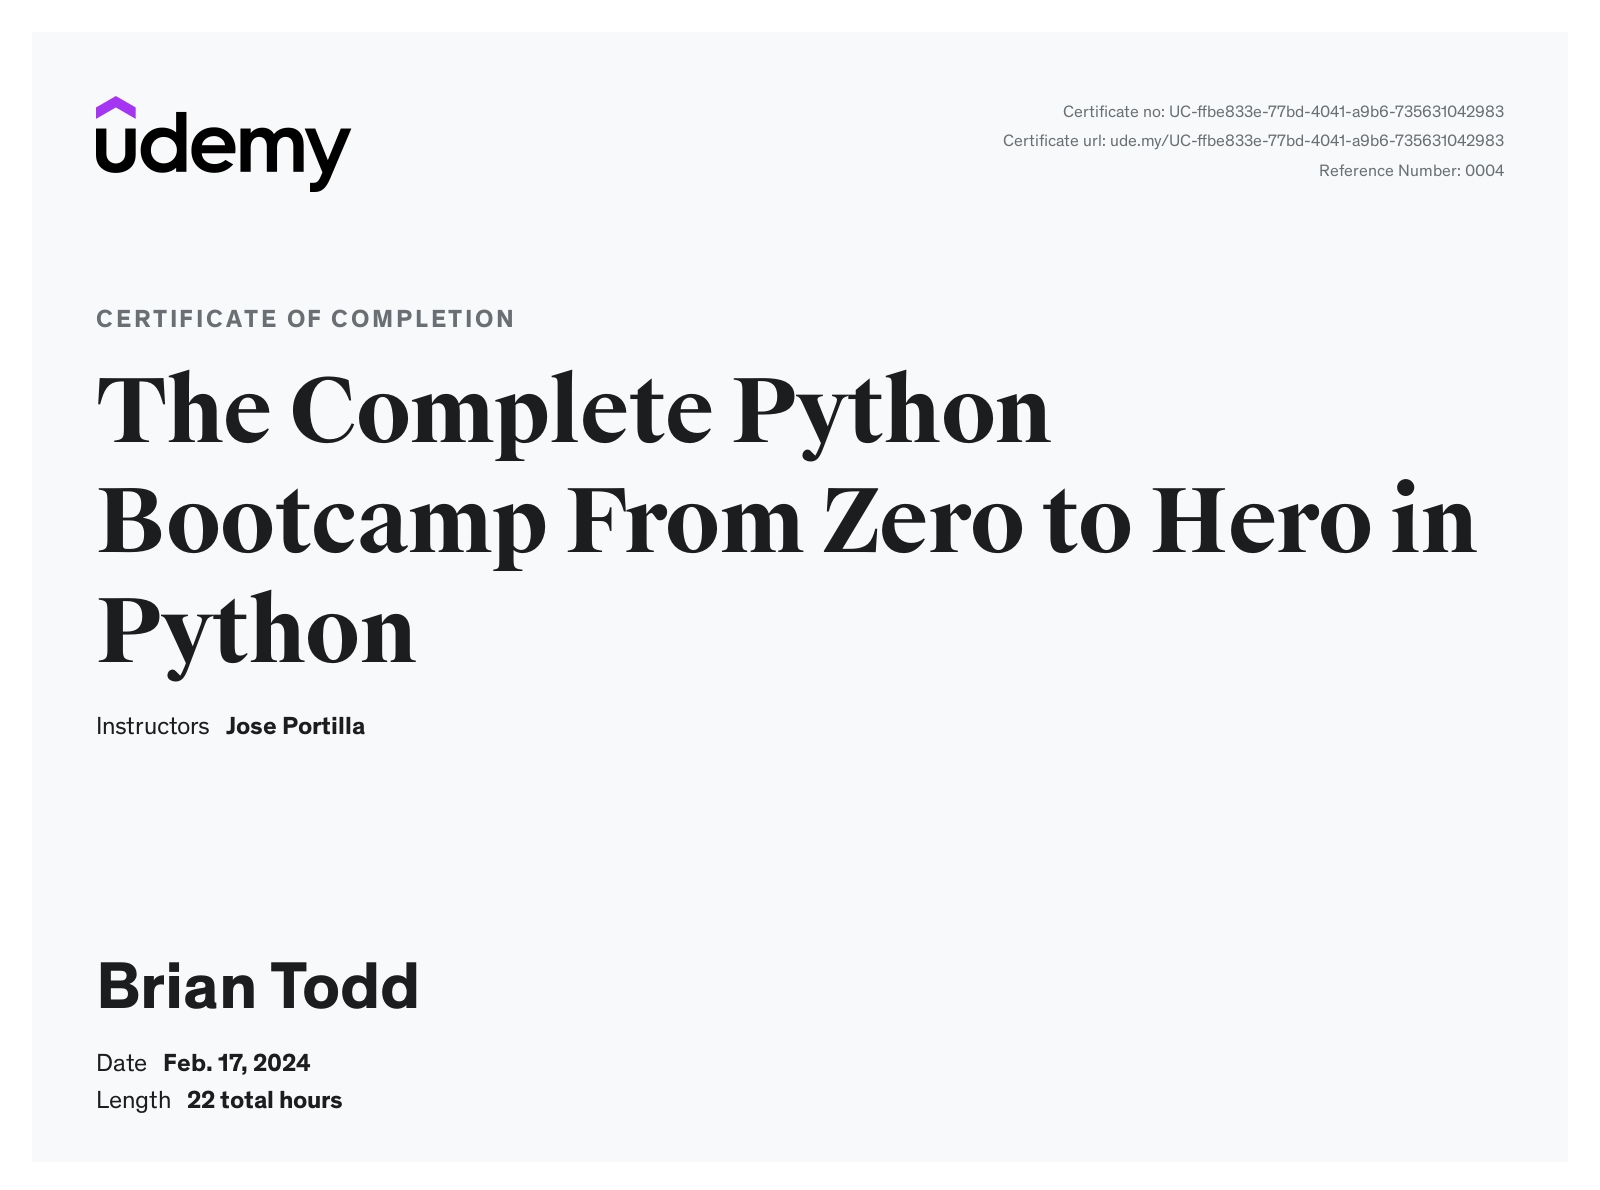 udemy
Certificate no: UC-ffbe833e-77bd-4041-a9b6-735631042983
Certificate url: ude.my/UC-ffbe833e-77bd-4041-a9b6-735631042983
Reference Number: 0004
CERTIFICATE OF COMPLETION
The Complete Python
Bootcamp From Zero to Hero in
Python
Instructors Jose Portilla
Brian Todd
Date Feb. 17, 2024
Length 22 total hours